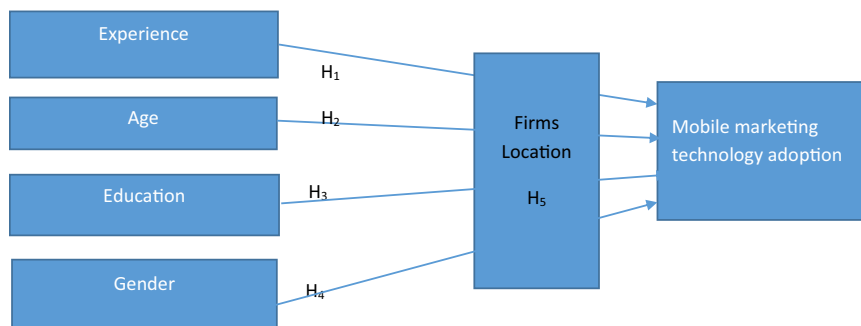 Experience
H₁
Age
H₂
Firms
Location
H₅
Mobile marketing
technology adoption
Education
H₃
Gender
H₄